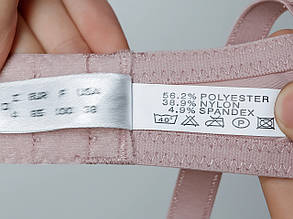 I EUR F USA
85 100 38
56.2% POLYESTER
38.9% NYLON
4.9% SPANDEX
40° P